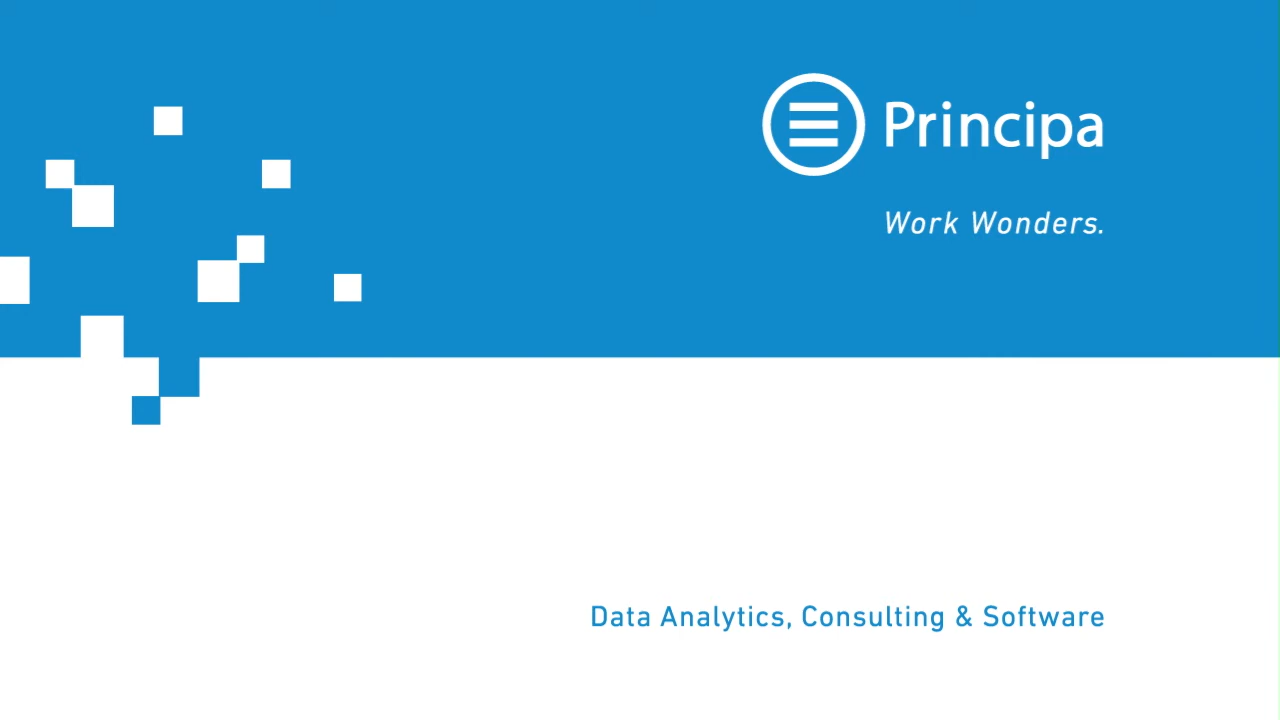 Principa
Work Wonders.
Data Analytics, Consulting & Software